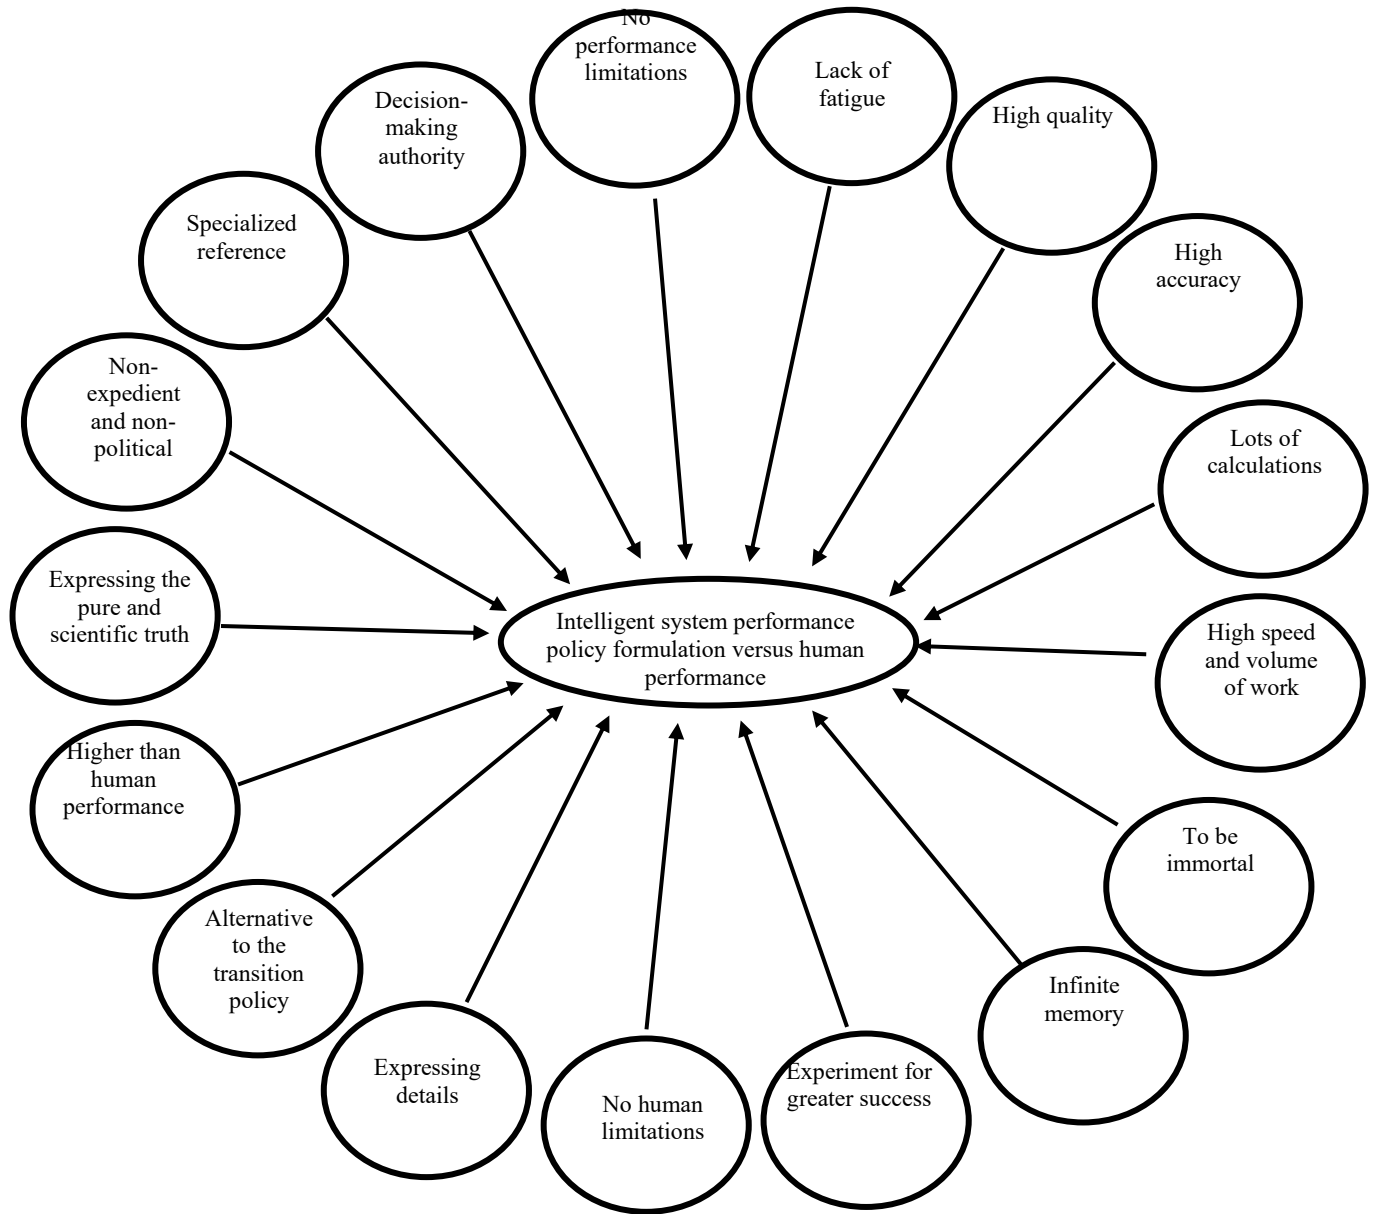 No
performance
limitations
Lack of
fatigue
High quality
High
accuracy
Lots of
calculations
High speed
and volume
of work
To be
immortal
Infinite
memory
Experiment for
greater success
No human
limitations
Expressing
details
Alternative
to the
transition
policy
Higher than
human
performance
Expressing the
pure and
scientific truth
Non-
expedient
and non-
political
Specialized
reference
Decision-
making
authority
Intelligent system performance
policy formulation versus human
performance